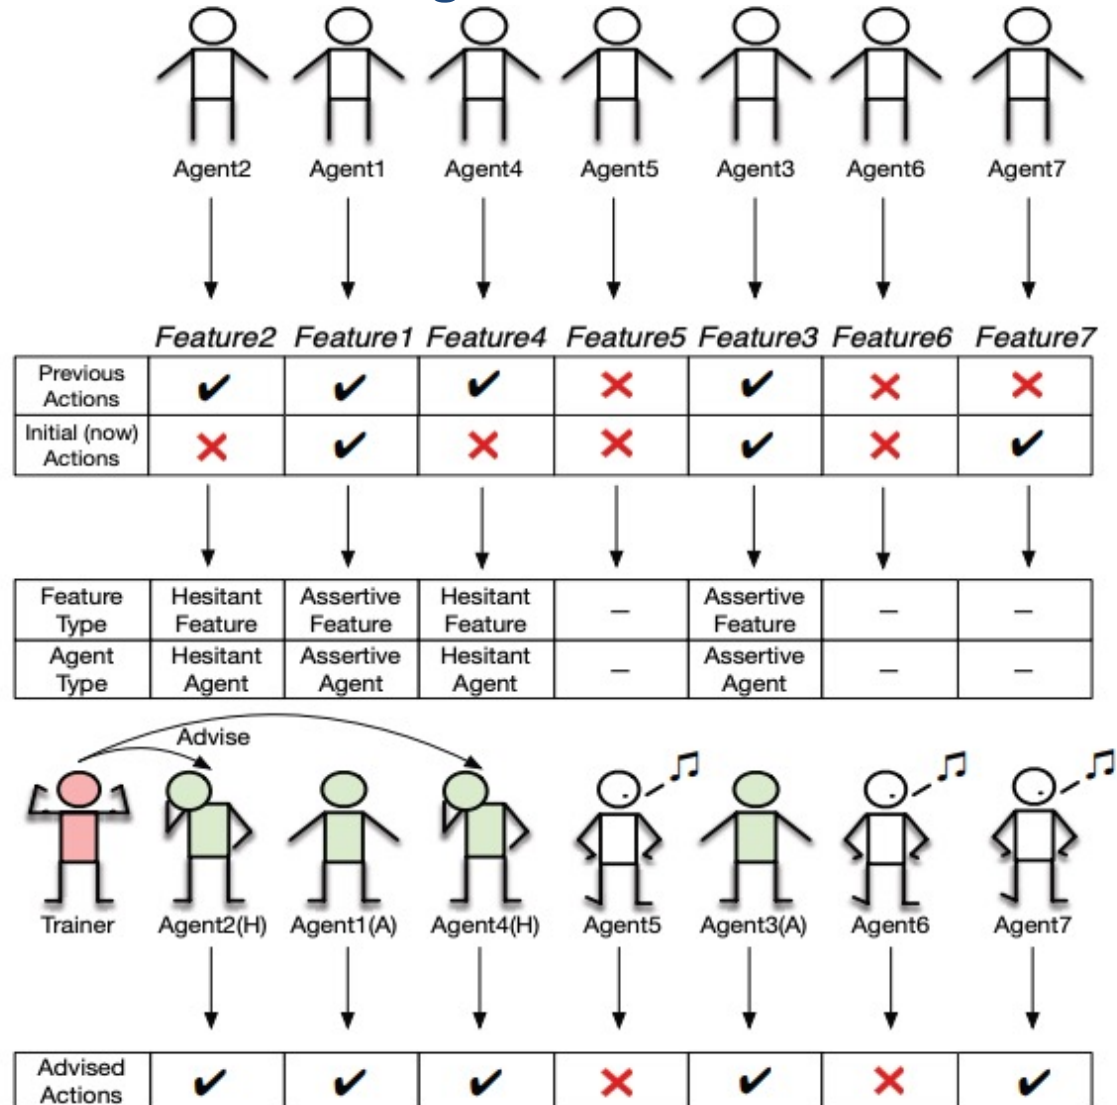 Agent2 Agent1 Agent4 Agent5 Agent3 Agent6 Agent7
Feature2 Feature1 Feature4 Feature5 Feature3 Feature6 Feature7
Previous
Actions
✔ ✔ ✔ ✕ ✔ ✕ ✕
Initial (now)
Actions
✕ ✔ ✕ ✕ ✔ ✕ ✔
Feature Hesitant Assertive Hesitant – Assertive – –
Type Feature Feature Feature Feature
Agent Hesitant Assertive Hesitant – Assertive – –
Type Agent Agent Agent Agent
Advise
Trainer Agent2(H) Agent1(A) Agent4(H) Agent5 Agent3(A) Agent6 Agent7
Advised
Actions
✔ ✔ ✔ ✕ ✔ ✕ ✔